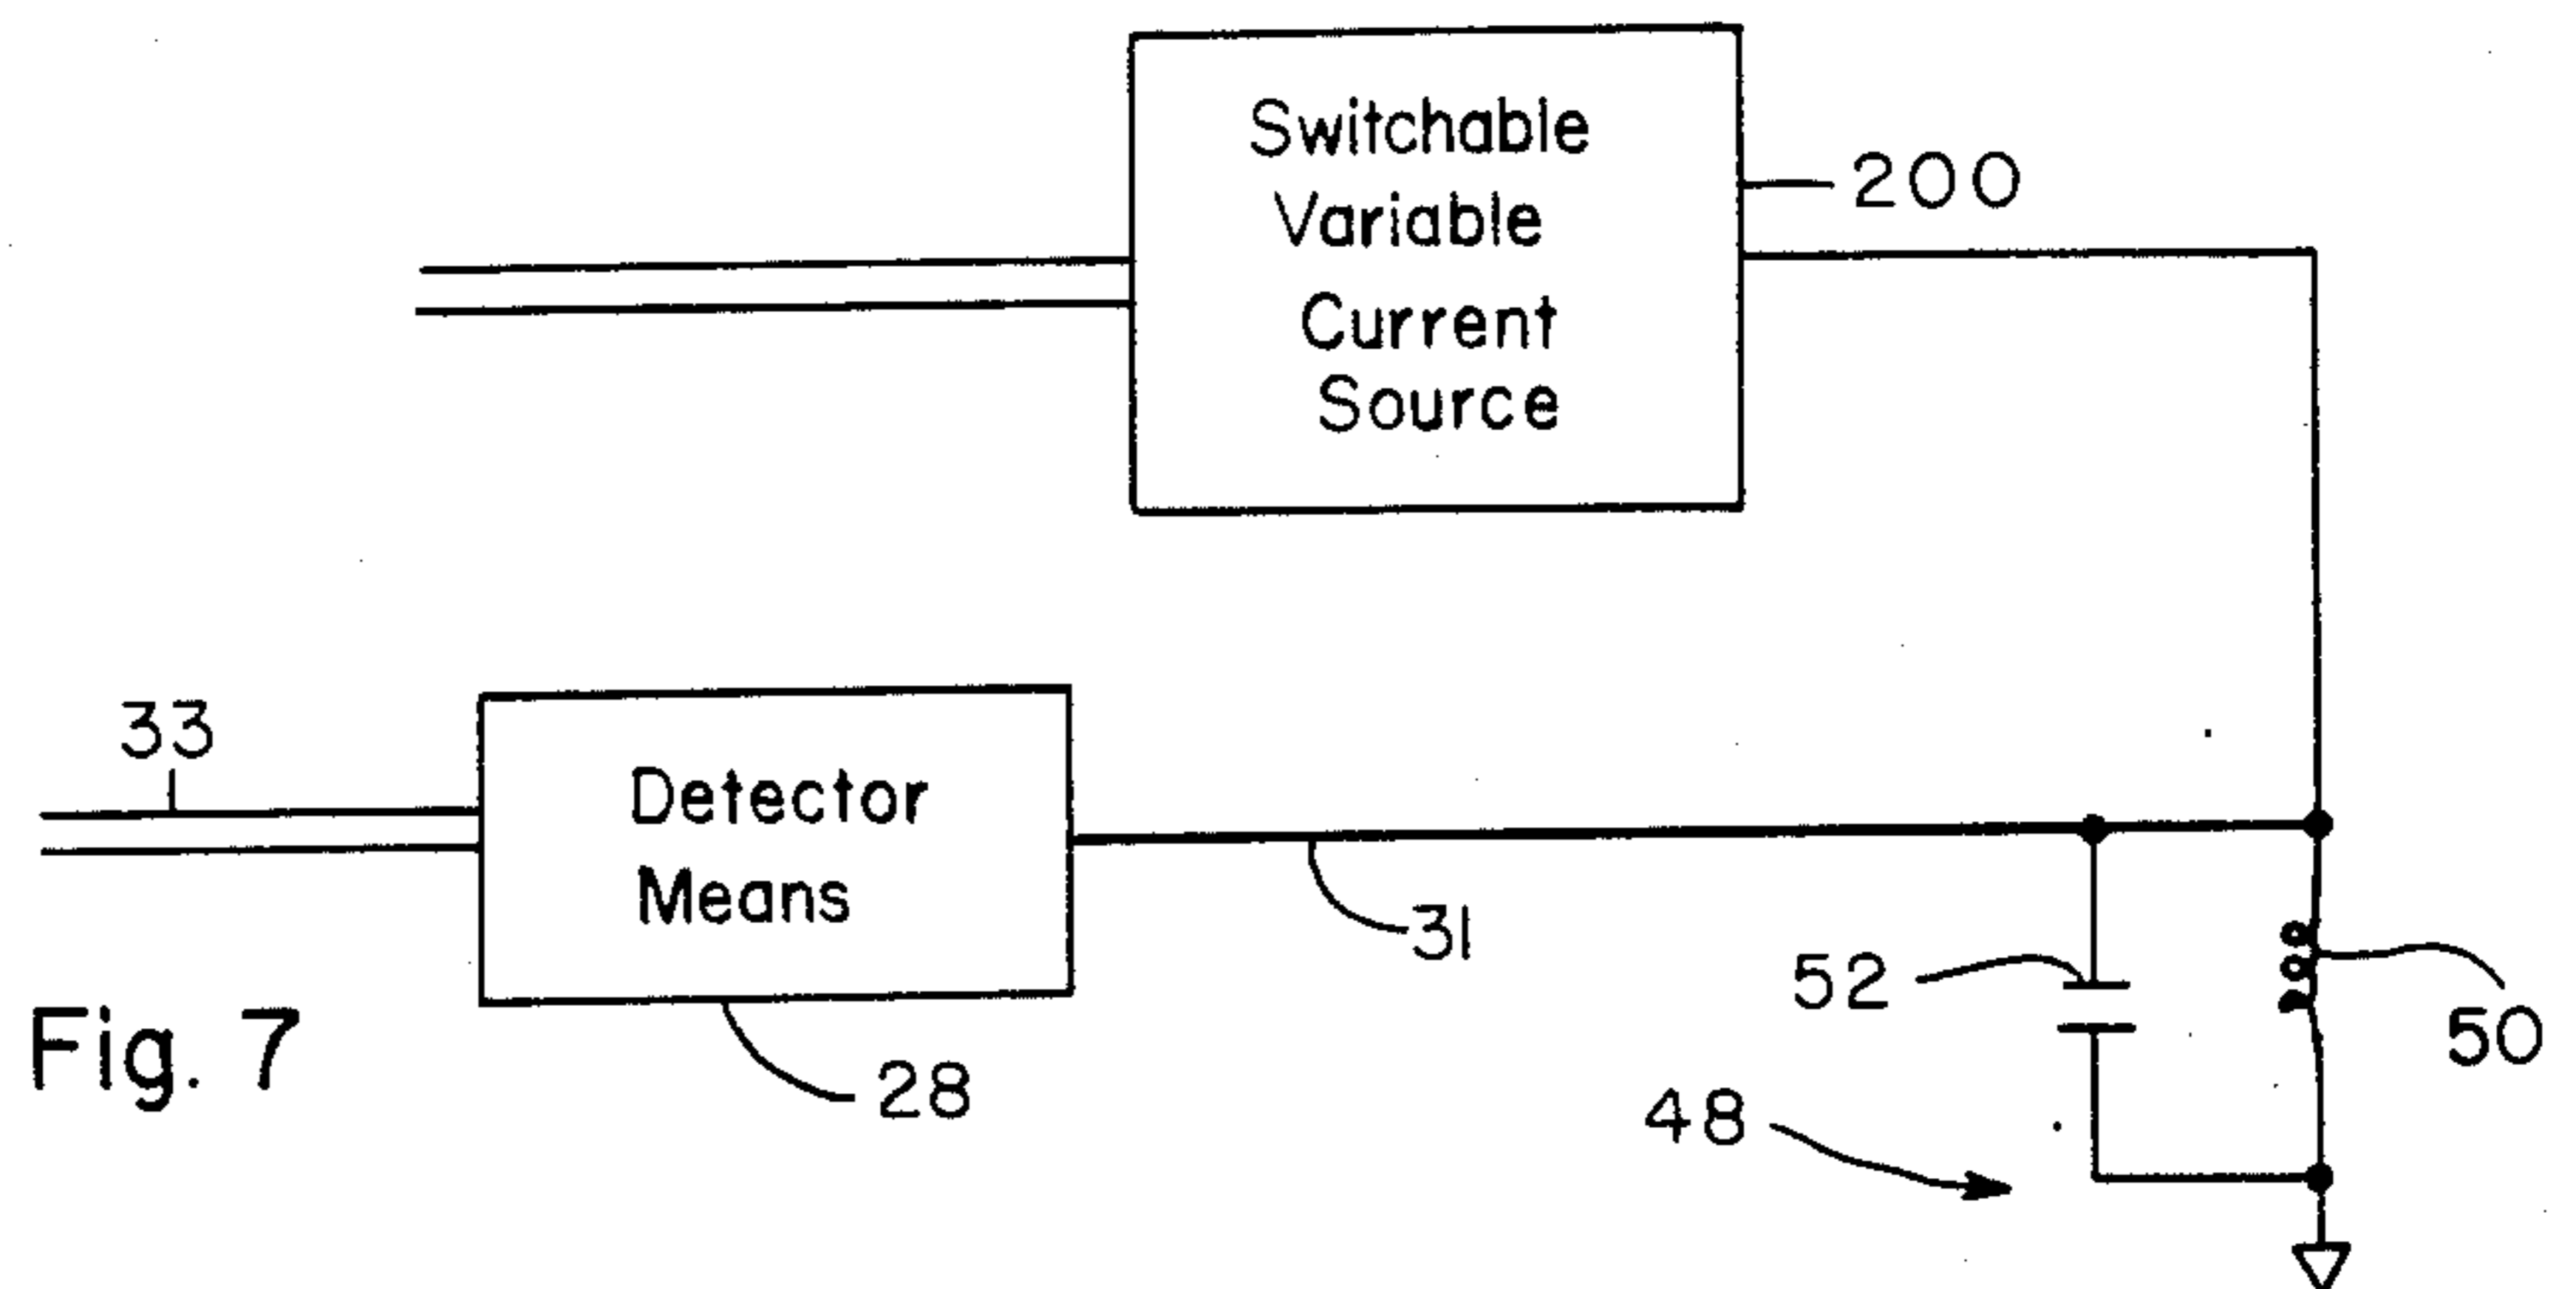 Switchable
Variable
Current
Source
200
33
Detector
Means
31
52
50
28
48
Fig. 7